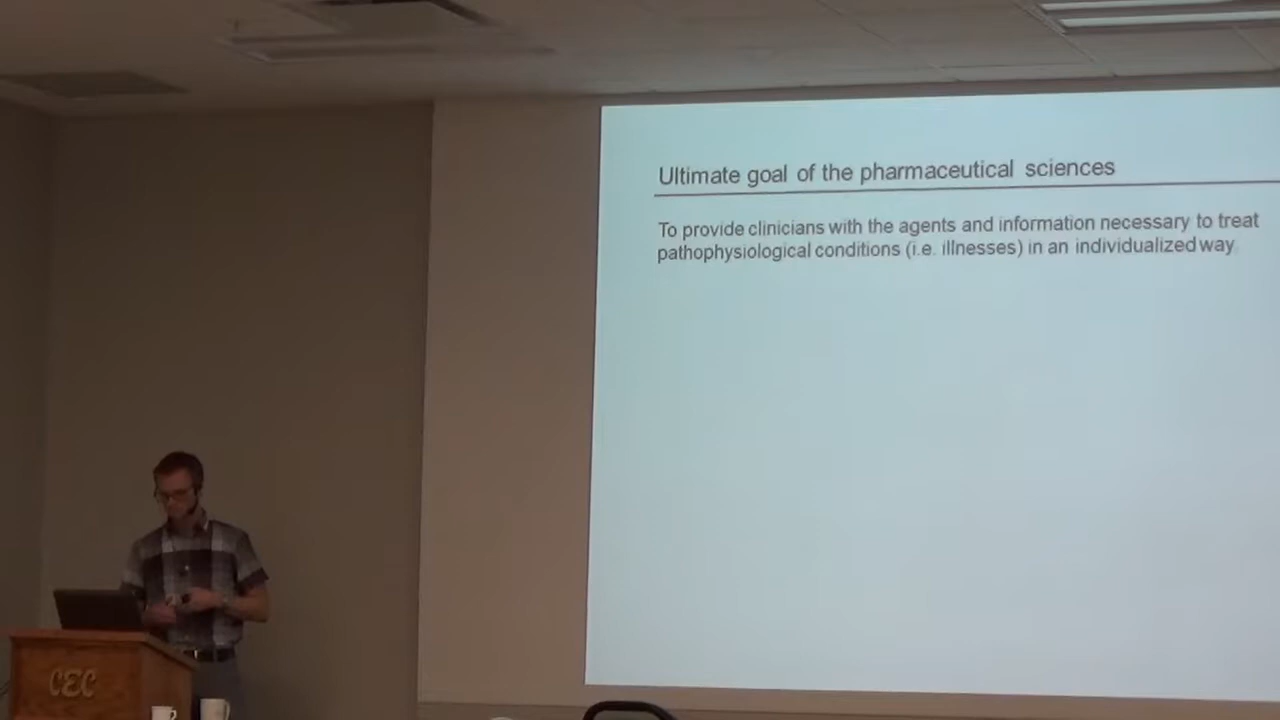 Ultimate goal of the pharmaceutical sciences
To provide clinicians with the agents and information necessary to treat
pathophysiological conditions (i.e. illnesses) in an individualized way
CEC